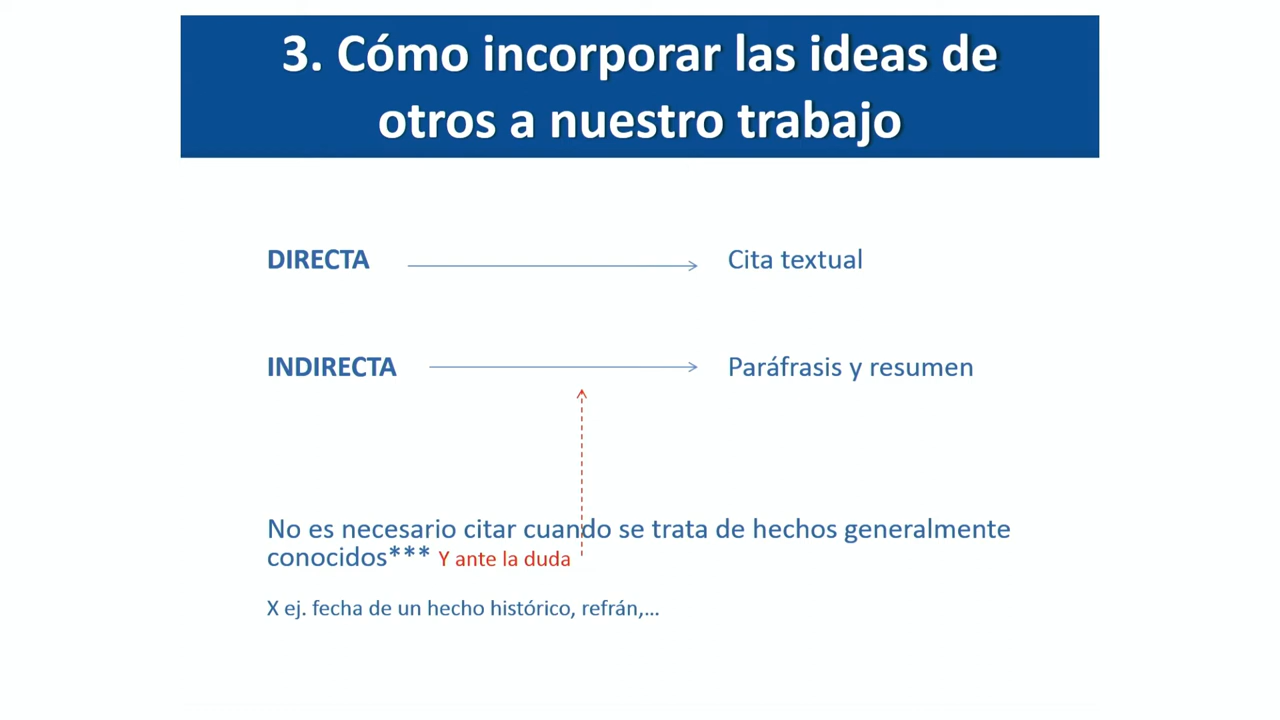 3. Cómo incorporar las ideas de
otros a nuestro trabajo
DIRECTA Cita textual
INDIRECTA Paráfrasis y resumen
No es necesario citar cuando se trata de hechos generalmente
conocidos*** Y ante la duda
X ej. fecha de un hecho histórico, refrán,...